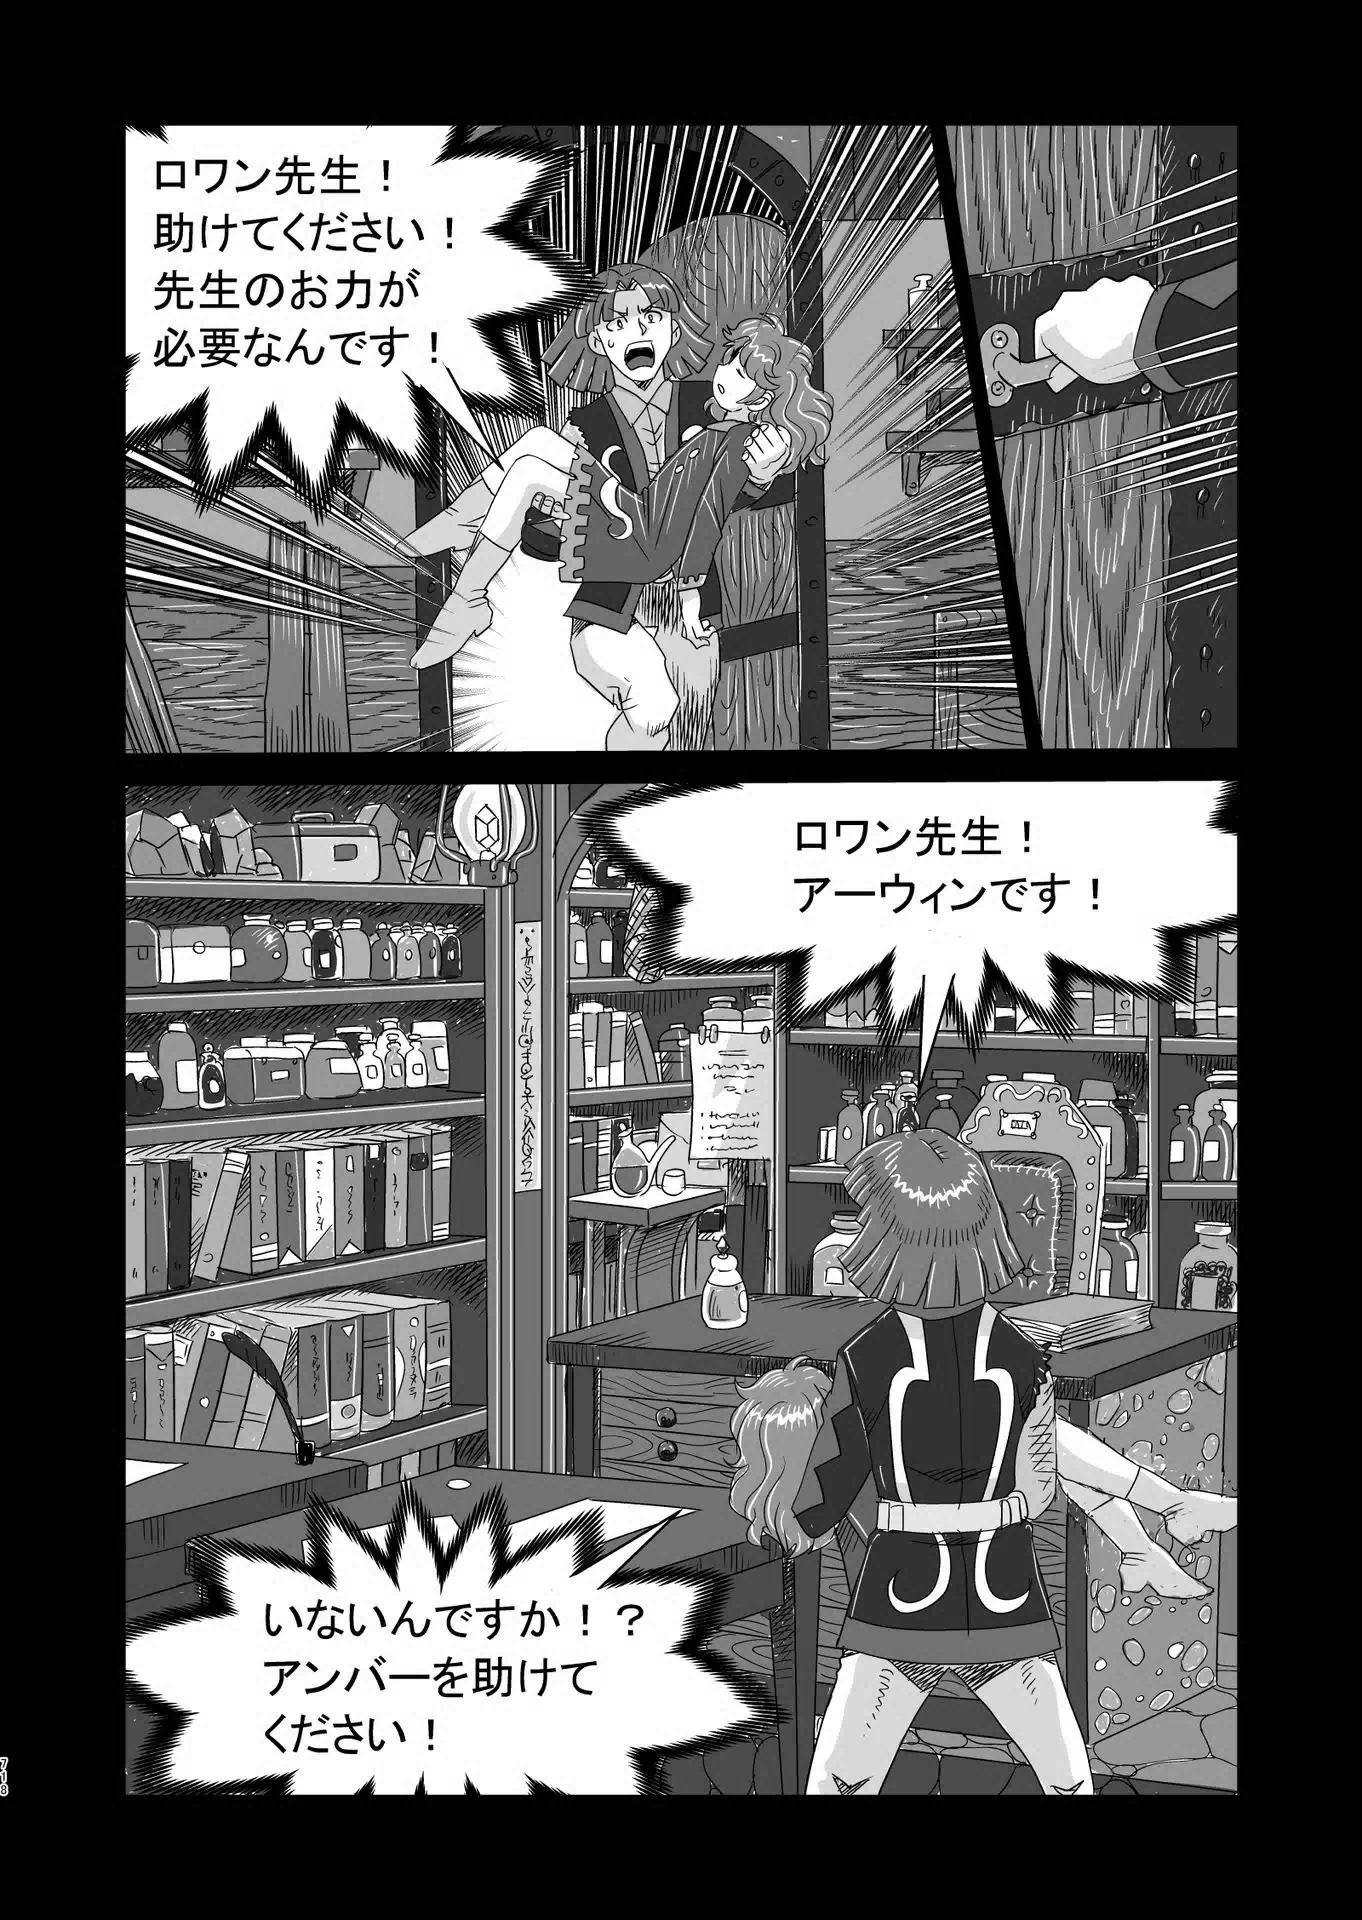 ロワン先生！
助けてください！
先生のお力が
必要なんです！
ロワン先生！
アーウィンです！
いないんですか！？
アンバーを助けて
ください！
718